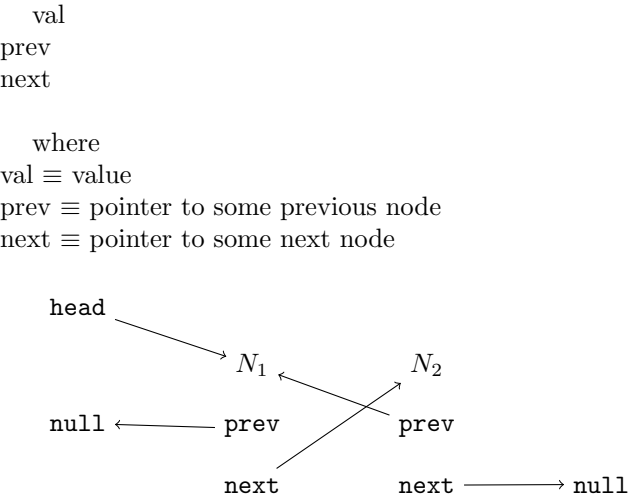 val
prev
next
where
val ≡ value
prev ≡ pointer to some previous node
next ≡ pointer to some next node
head
N₁ N₂
null prev prev
next next null